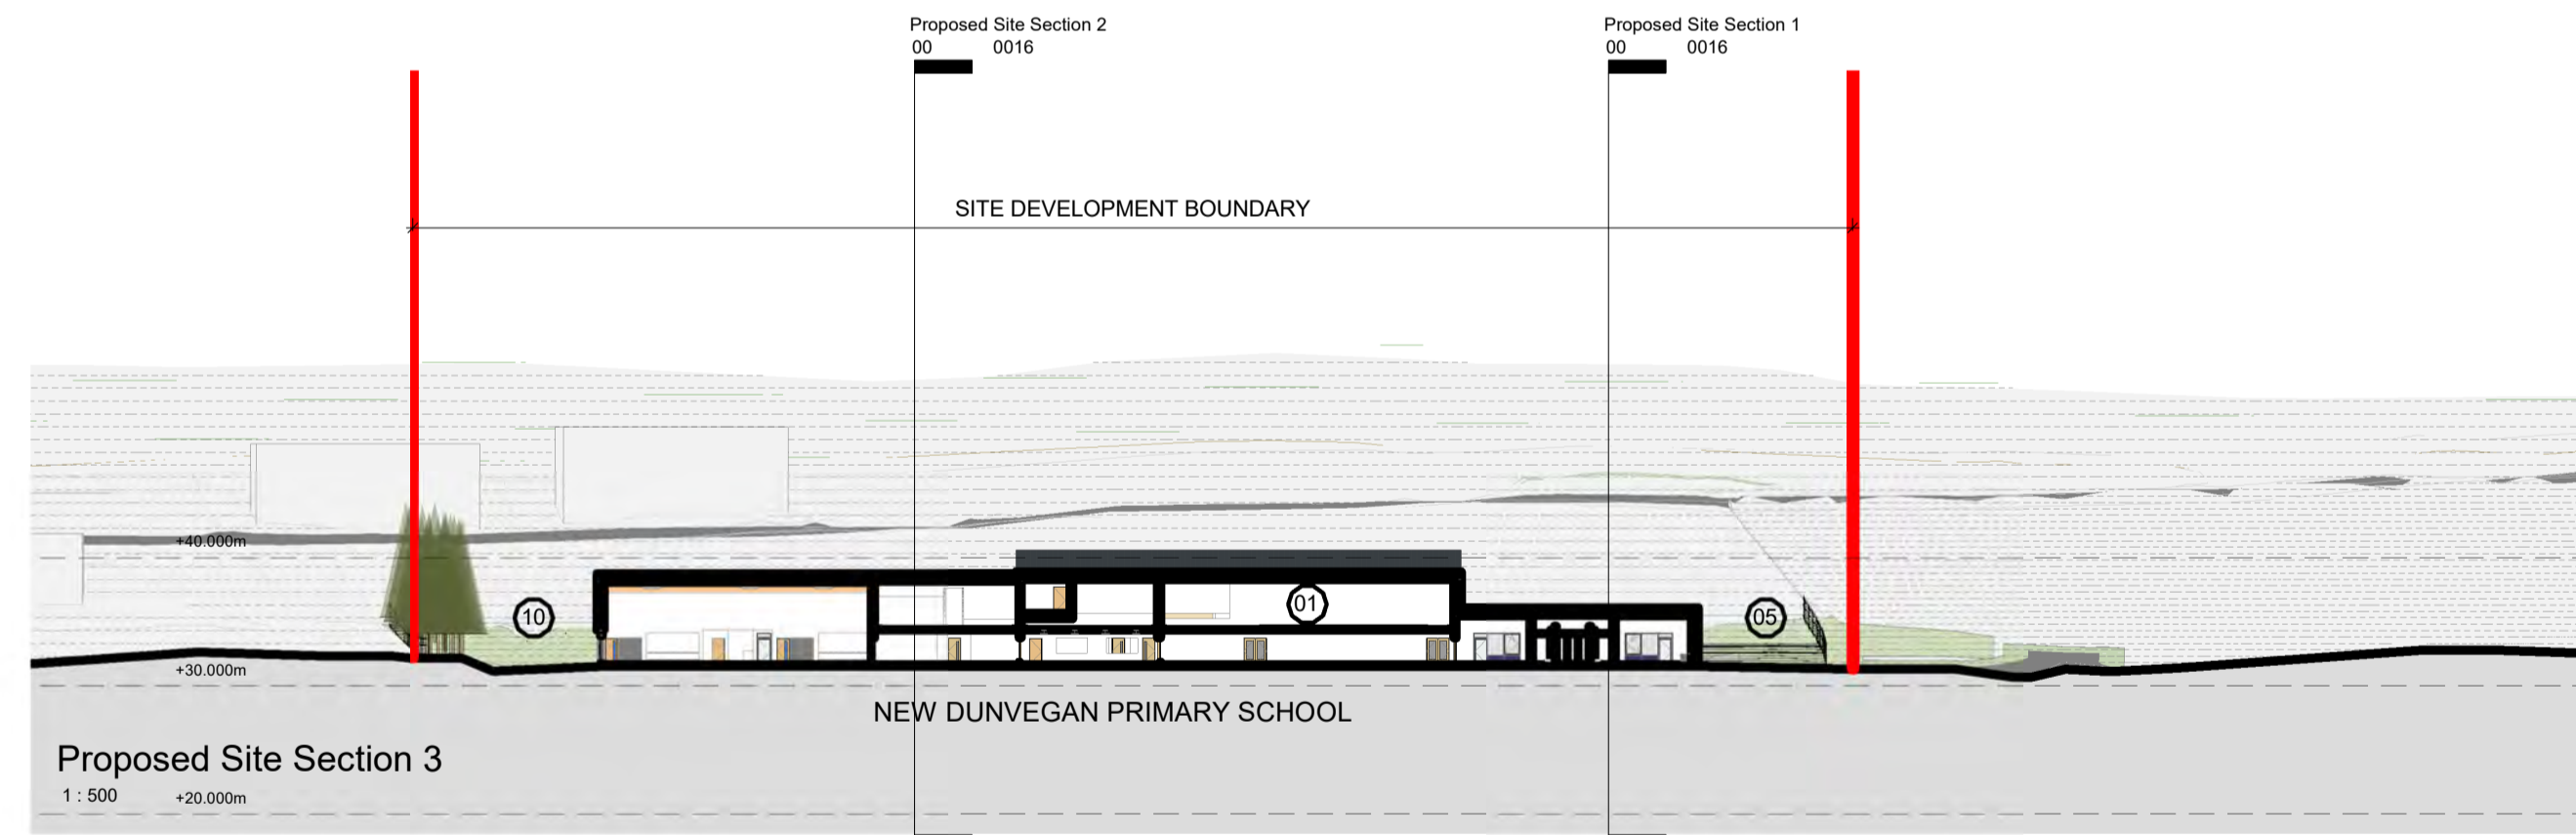 Proposed Site Section 2
00 0016
Proposed Site Section 1
00 0016
SITE DEVELOPMENT BOUNDARY
+40.000m
10
01
05
+30.000m
NEW DUNVEGAN PRIMARY SCHOOL
Proposed Site Section 3
1 : 500
+20.000m